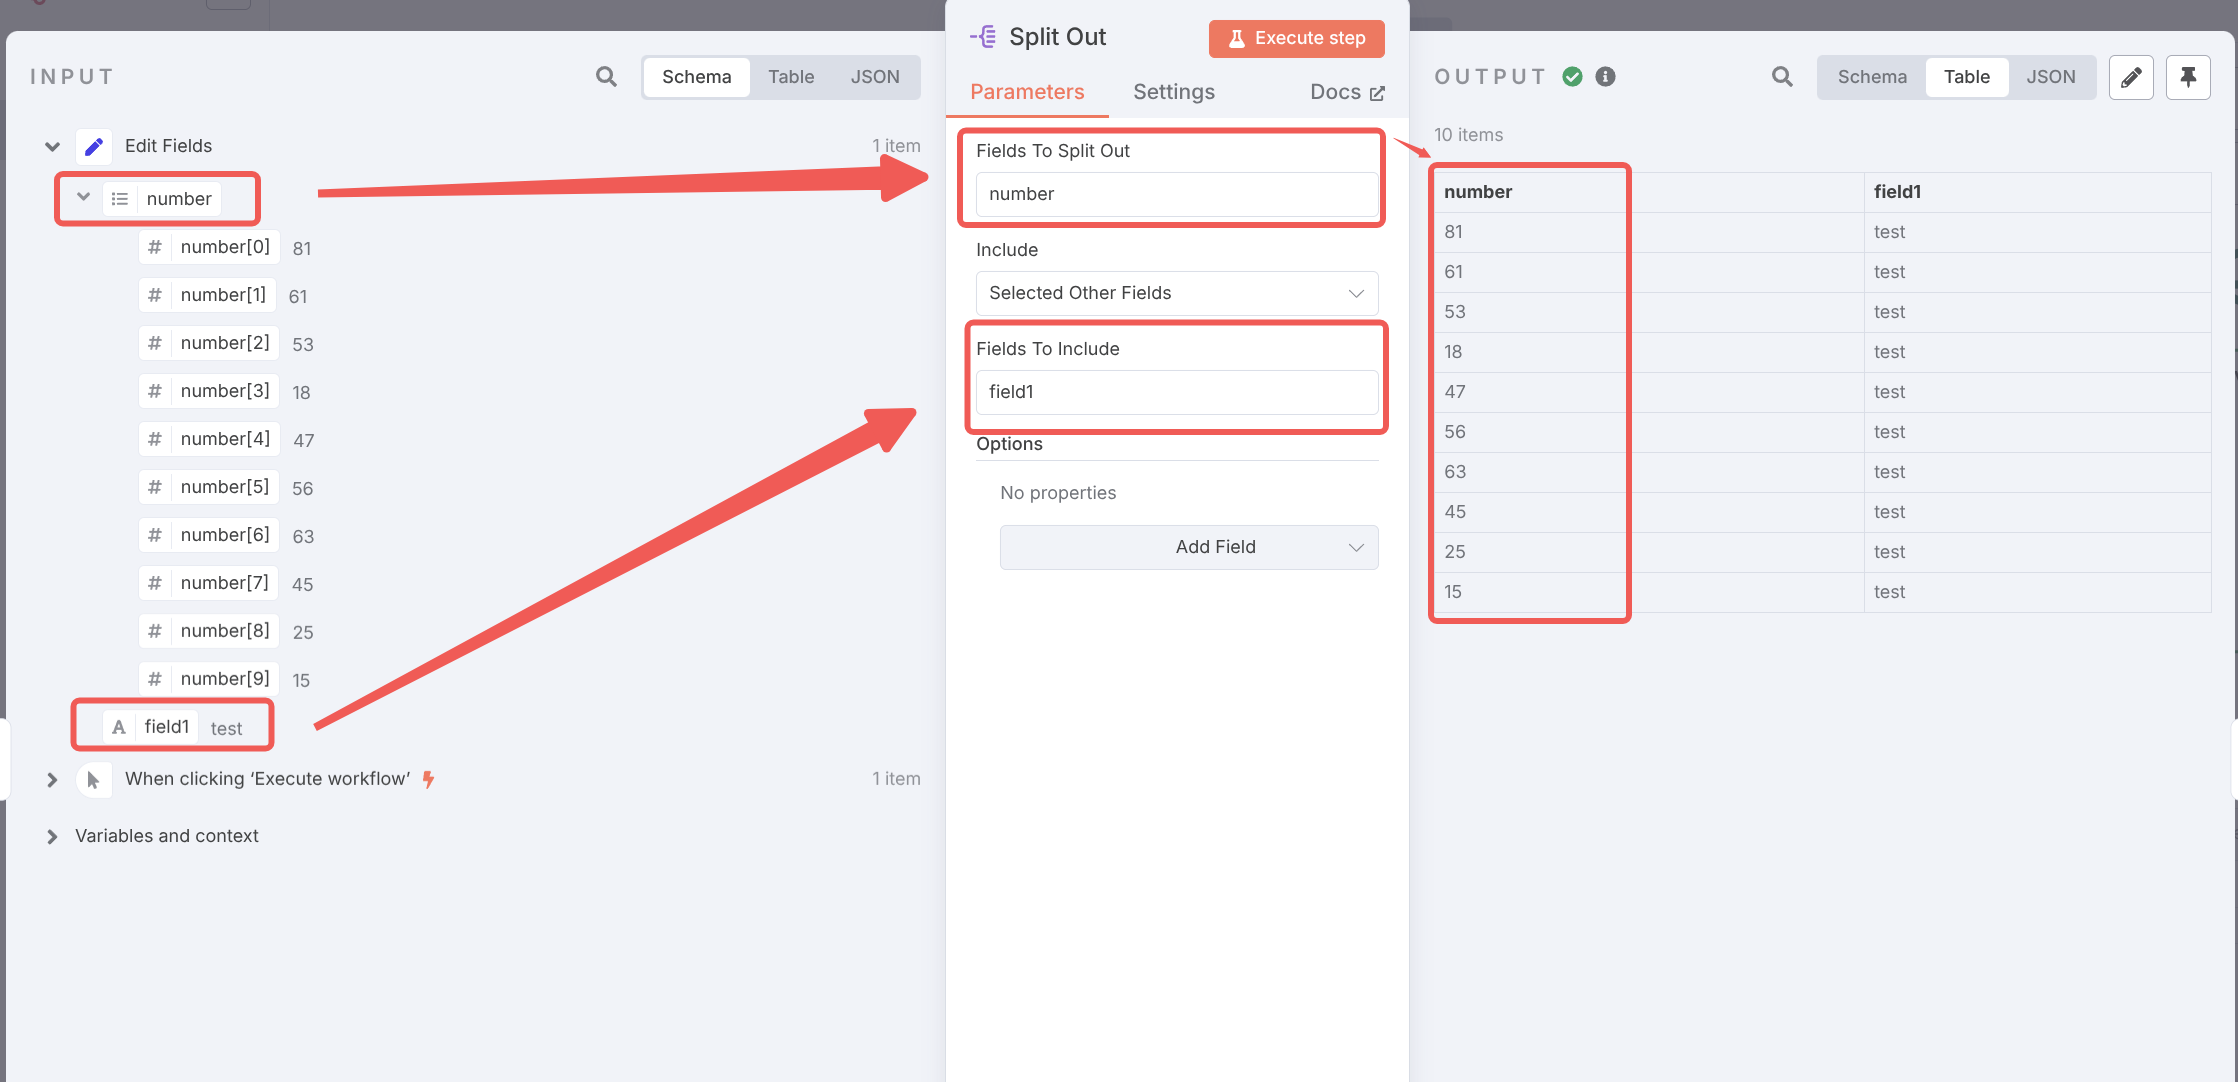 INPUT
Schema
Table
JSON
Edit Fields
1 item
number
# number[0] 81
# number[1] 61
# number[2] 53
# number[3] 18
# number[4] 47
# number[5] 56
# number[6] 63
# number[7] 45
# number[8] 25
# number[9] 15
A field1 test
When clicking ‘Execute workflow’
1 item
Variables and context
Split Out
Execute step
Parameters
Settings
Docs
Fields To Split Out
number
Include
Selected Other Fields
Fields To Include
field1
Options
No properties
Add Field
OUTPUT
Schema
Table
JSON
10 items
number field1
81 test
61 test
53 test
18 test
47 test
56 test
63 test
45 test
25 test
15 test